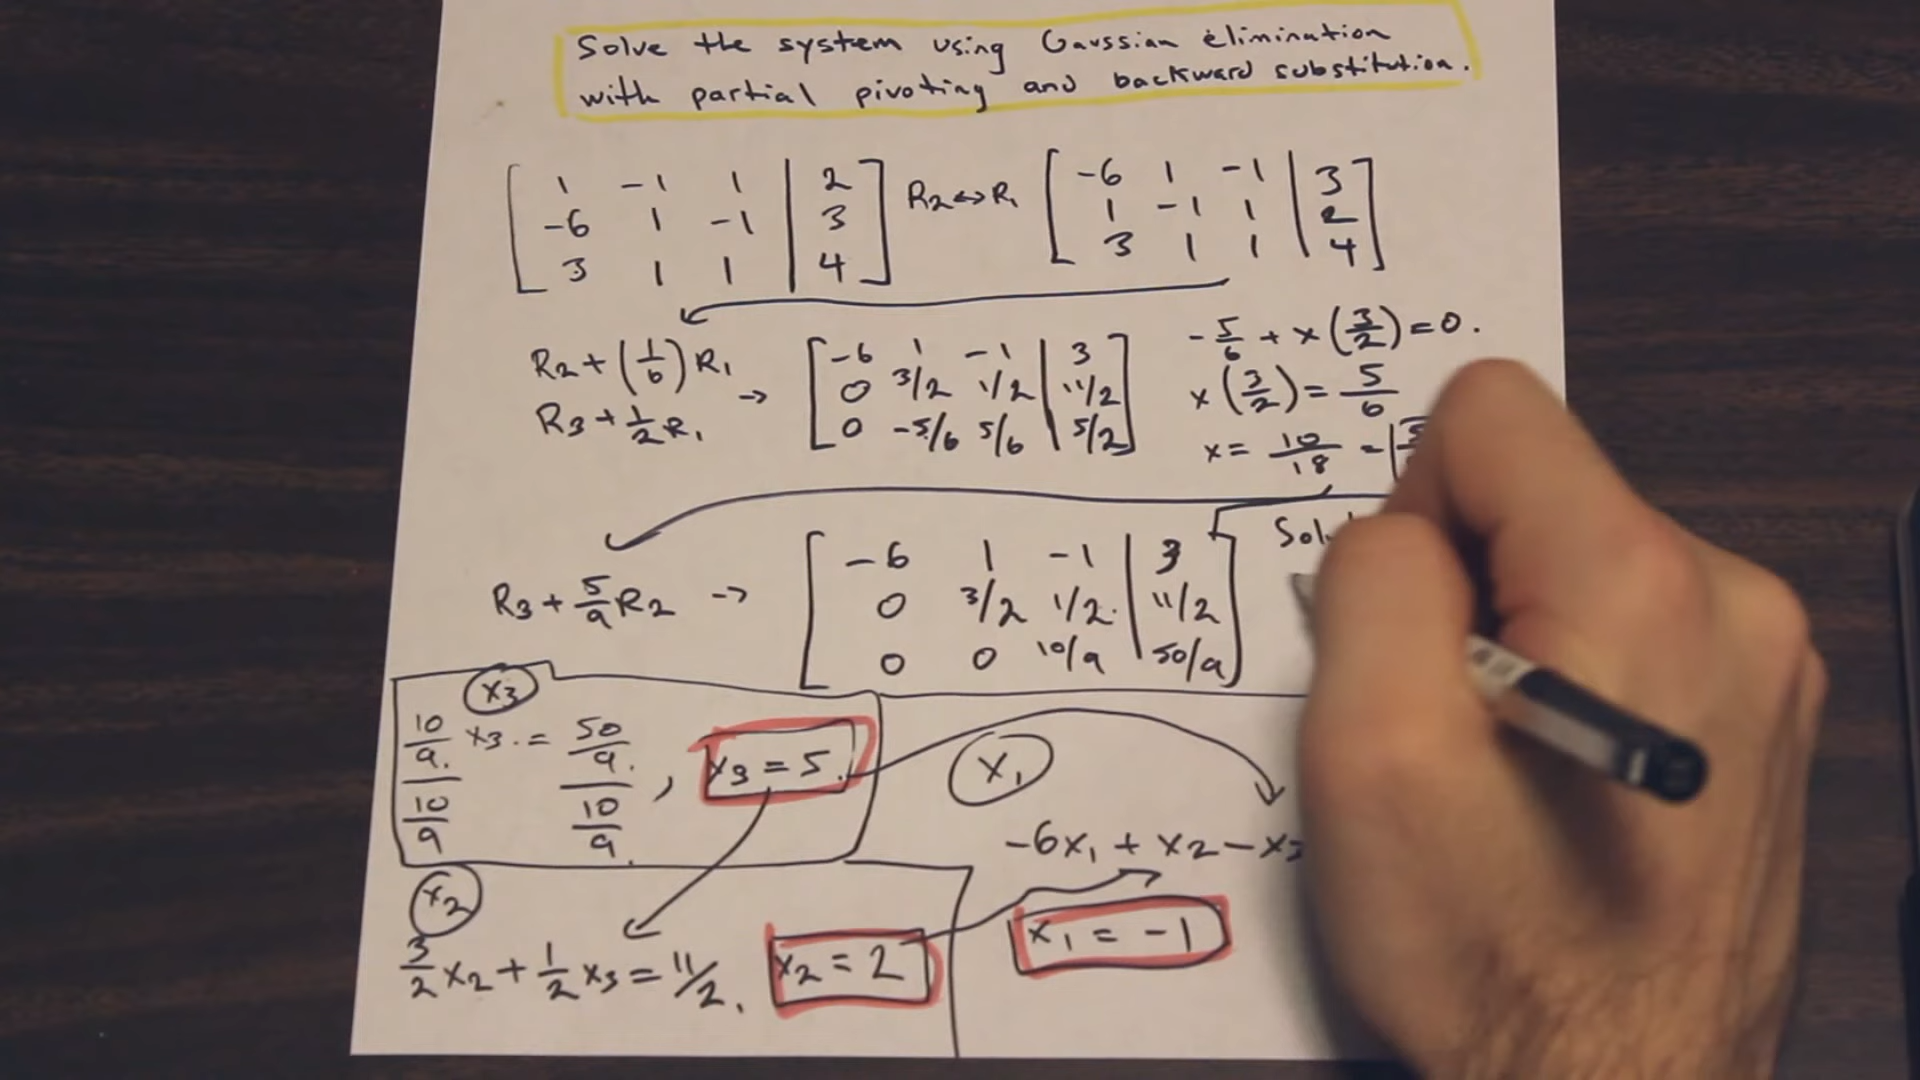 Solve the system using Gaussian elimination
with partial pivoting and backward substitution.
1 -1 1 | 2
-6 1 -1 | 3
3 1 1 | 4
R2 ↔ R1
-6 1 -1 | 3
1 -1 1 | 2
3 1 1 | 4
R2 + (1/6) R1
R3 + 1/2 R1 →
-6 1 -1 | 3
0 3/2 1/2 | 11/2
0 -5/6 5/6 | 5/2
-5/6 + x (3/2) = 0.
x (3/2) = 5/6
x = 10/18 =
R3 + 5/9 R2 →
-6 1 -1 | 3
0 3/2 1/2. | 11/2
0 0 10/9 | 50/9
x3
10/9. x3. = 50/9. , x3 = 5.
10/9 10/9.
x1
-6x1 + x2 - x3
x1 = -1
x2
3/2 x2 + 1/2 x3 = 11/2. x2 = 2